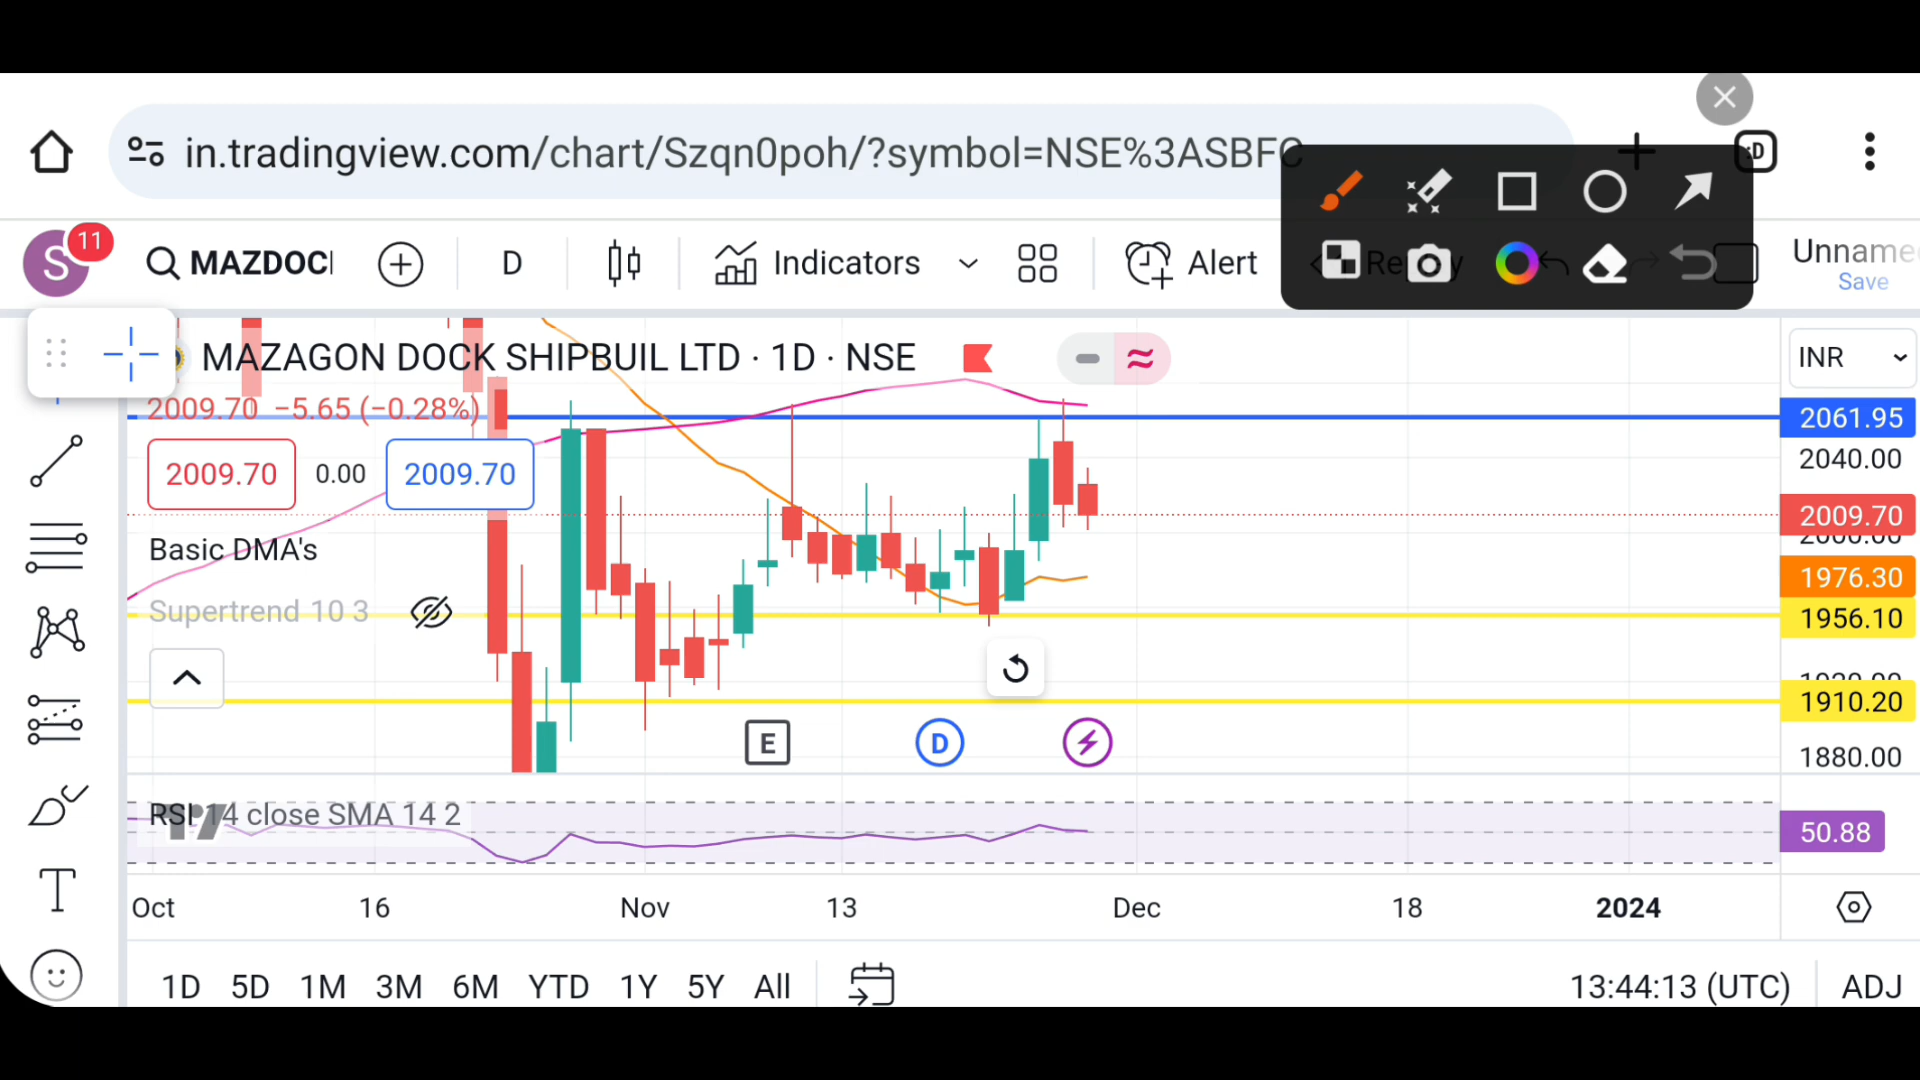 in.tradingview.com/chart/Szqn0poh/?symbol=NSE%3ASBFC
:D
S
11
MAZDOC
D
Indicators
Alert
Unname
Save
MAZAGON DOCK SHIPBUIL LTD · 1D · NSE
INR
2009.70 −5.65 (−0.28%)
2061.95
2040.00
2009.70
0.00
2009.70
2009.70
2000.00
Basic DMA's
1976.30
Supertrend 10 3
1956.10
1910.20
E
D
1880.00
RSI 14 close SMA 14 2
50.88
Oct
16
Nov
13
Dec
18
2024
1D
5D
1M
3M
6M
YTD
1Y
5Y
All
13:44:13 (UTC)
ADJ